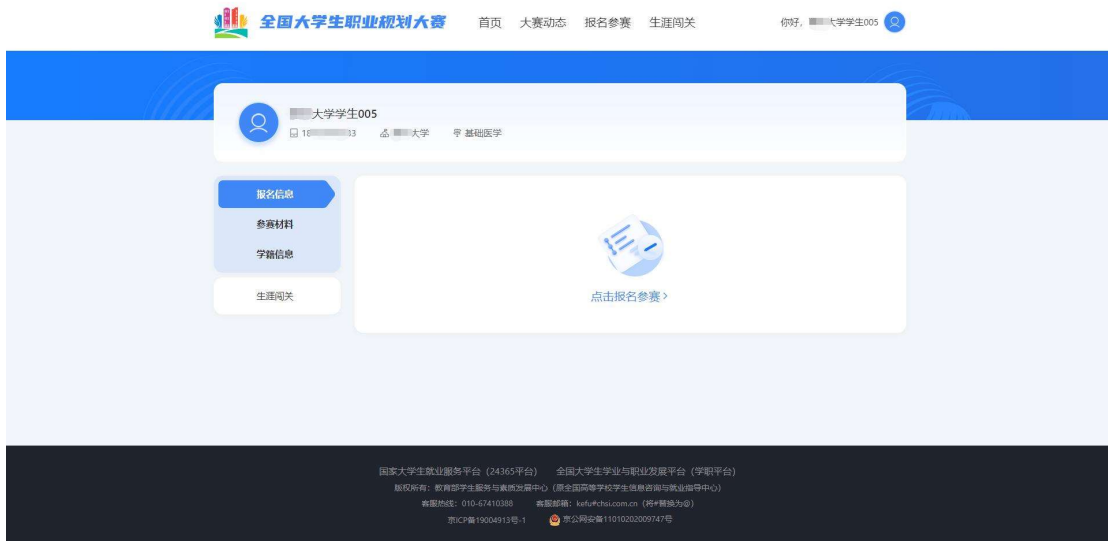 全国大学生职业规划大赛 首页 大赛动态 报名参赛 生涯闯关 你好, 大学学生005
大学学生005
18 33 大学 基础医学
报名信息
参赛材料
学籍信息
生涯闯关
点击报名参赛>
国家大学生就业服务平台（24365平台） 全国大学生学业与职业发展平台（学职平台）
版权所有：教育部学生服务与素质发展中心（原全国高等学校学生信息咨询与就业指导中心）
客服热线：010-67410388 客服邮箱：kefu#chsi.com.cn（将#替换为@）
京ICP备19004913号-1 京公网安备11010202009747号